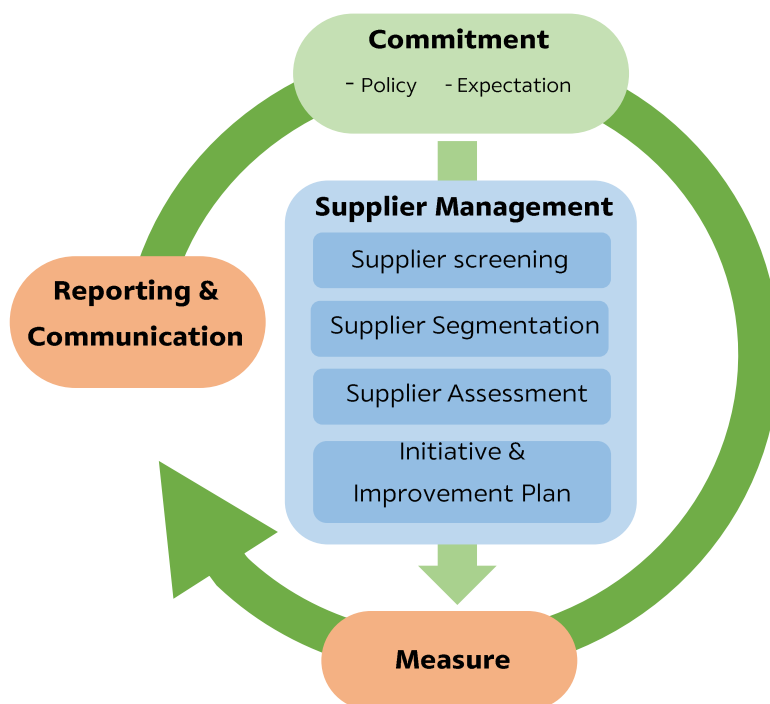 Commitment
- Policy - Expectation
Supplier Management
Supplier screening
Supplier Segmentation
Supplier Assessment
Initiative &
Improvement Plan
Reporting &
Communication
Measure